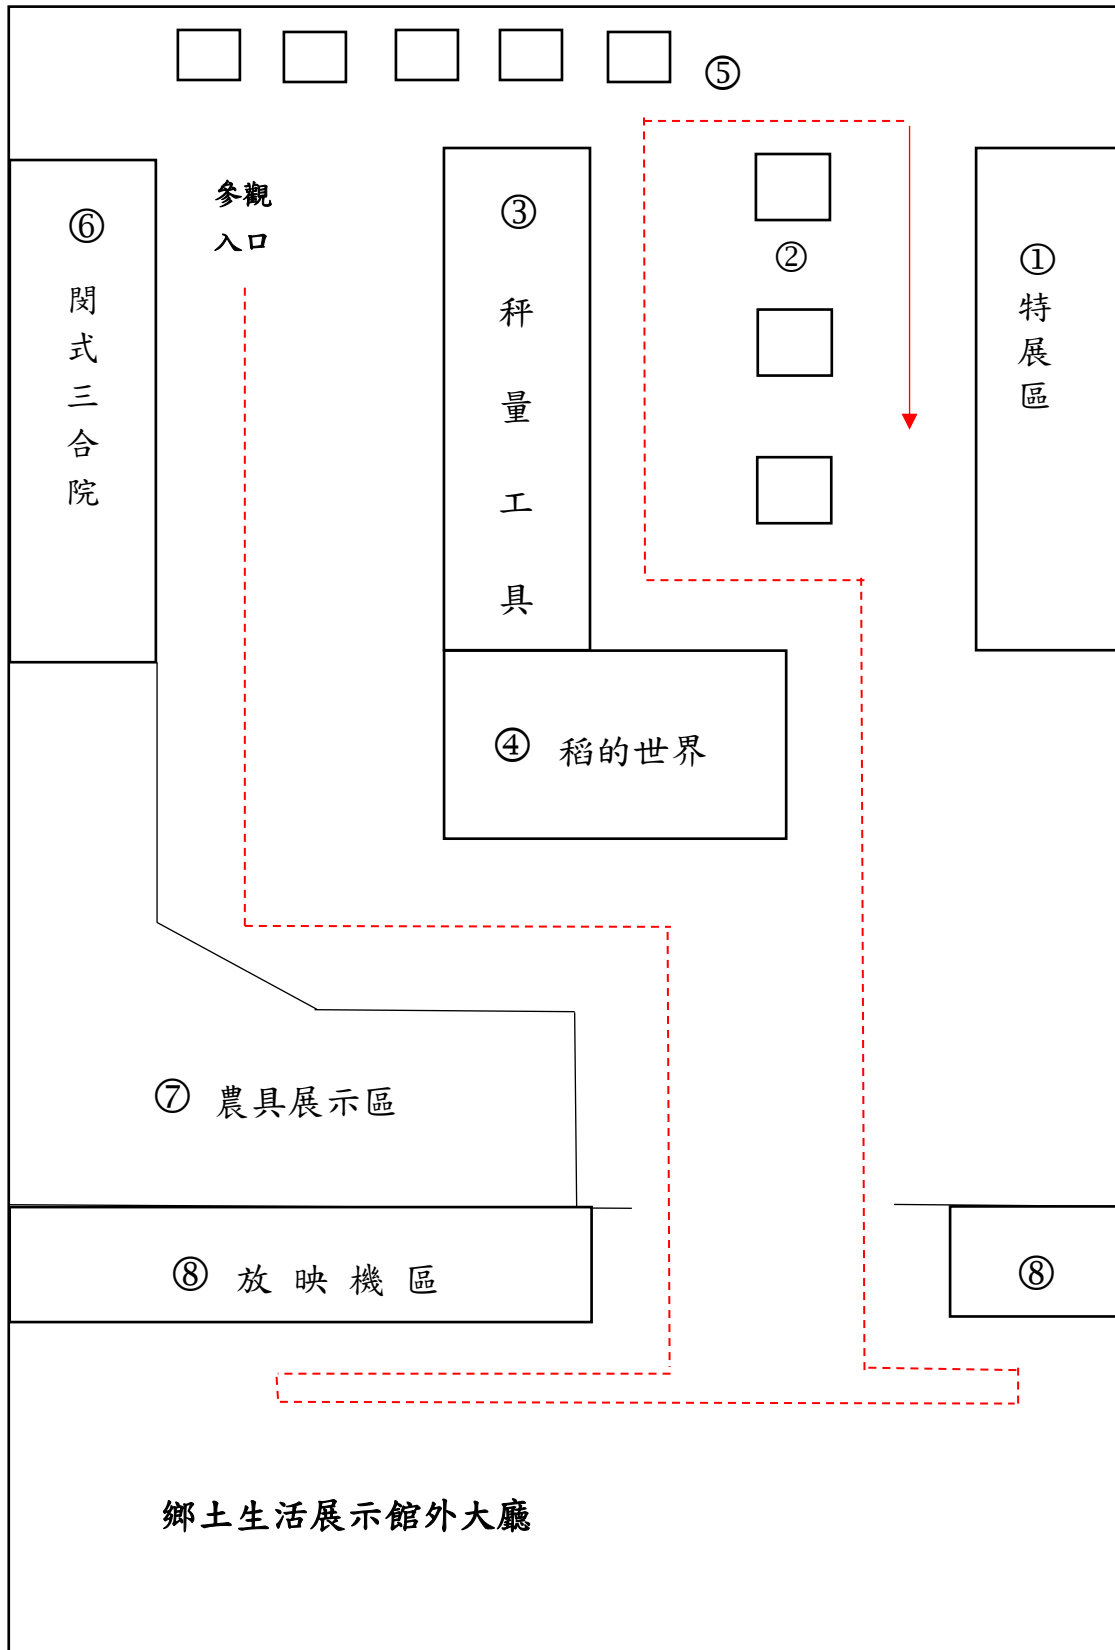 ⑤
參觀
入口
⑥
閔式三合院
③
秤量工具
②
①
特展區
④ 稻的世界
⑦ 農具展示區
⑧ 放映機區
⑧
鄉土生活展示館外大廳